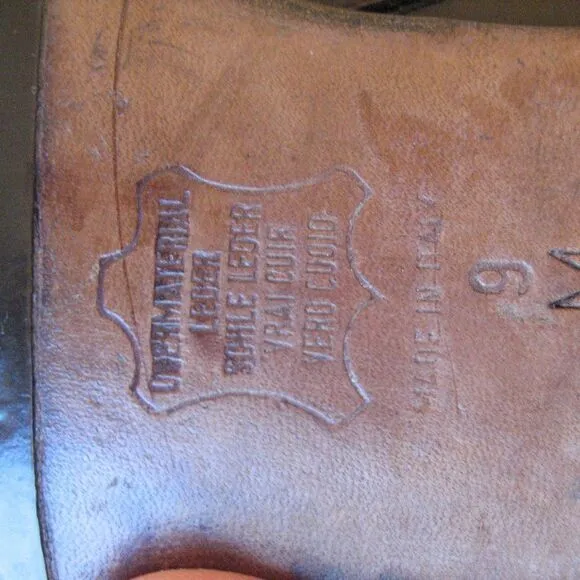 OBERMATERIAL
LEDER
SOHLE LEDER
VRAI CUIR
VERO CUOIO
MADE IN ITALY
9 M